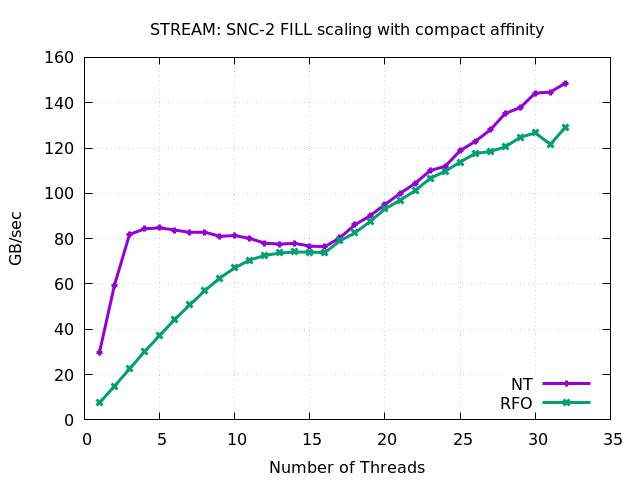 STREAM: SNC-2 FILL scaling with compact affinity
160
140
120
100
80
60
40
20
0
GB/sec
NT
RFO
0 5 10 15 20 25 30 35
Number of Threads